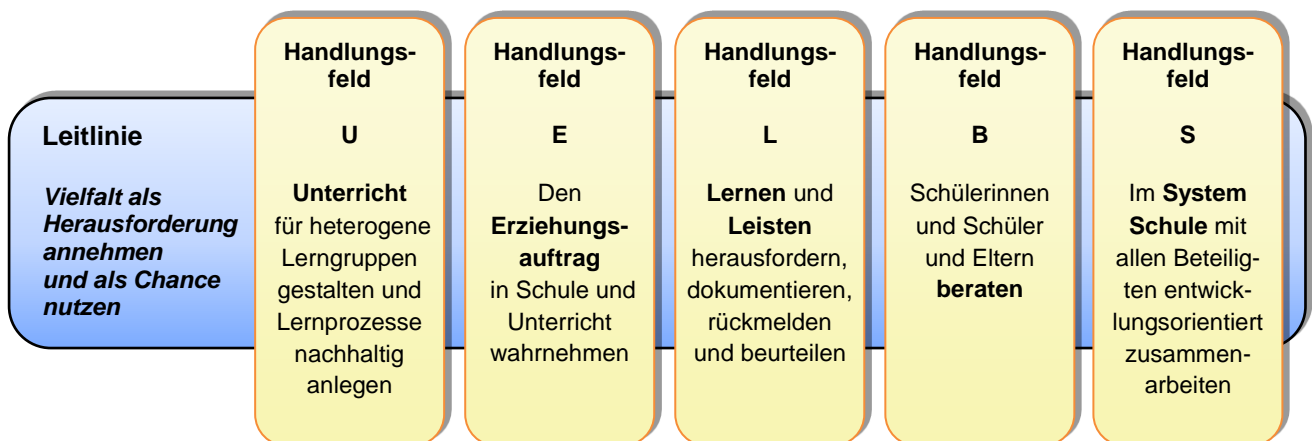 Leitlinie
Vielfalt als
Herausforderung
annehmen
und als Chance
nutzen
Handlungs-
feld
U
Unterricht
für heterogene
Lerngruppen
gestalten und
Lernprozesse
nachhaltig
anlegen
Handlungs-
feld
E
Den
Erziehungs-
auftrag
in Schule und
Unterricht
wahrnehmen
Handlungs-
feld
L
Lernen und
Leisten
herausfordern,
dokumentieren,
rückmelden
und beurteilen
Handlungs-
feld
B
Schülerinnen
und Schüler
und Eltern
beraten
Handlungs-
feld
S
Im System
Schule mit
allen Beteilig-
ten entwick-
lungsorientiert
zusammen-
arbeiten